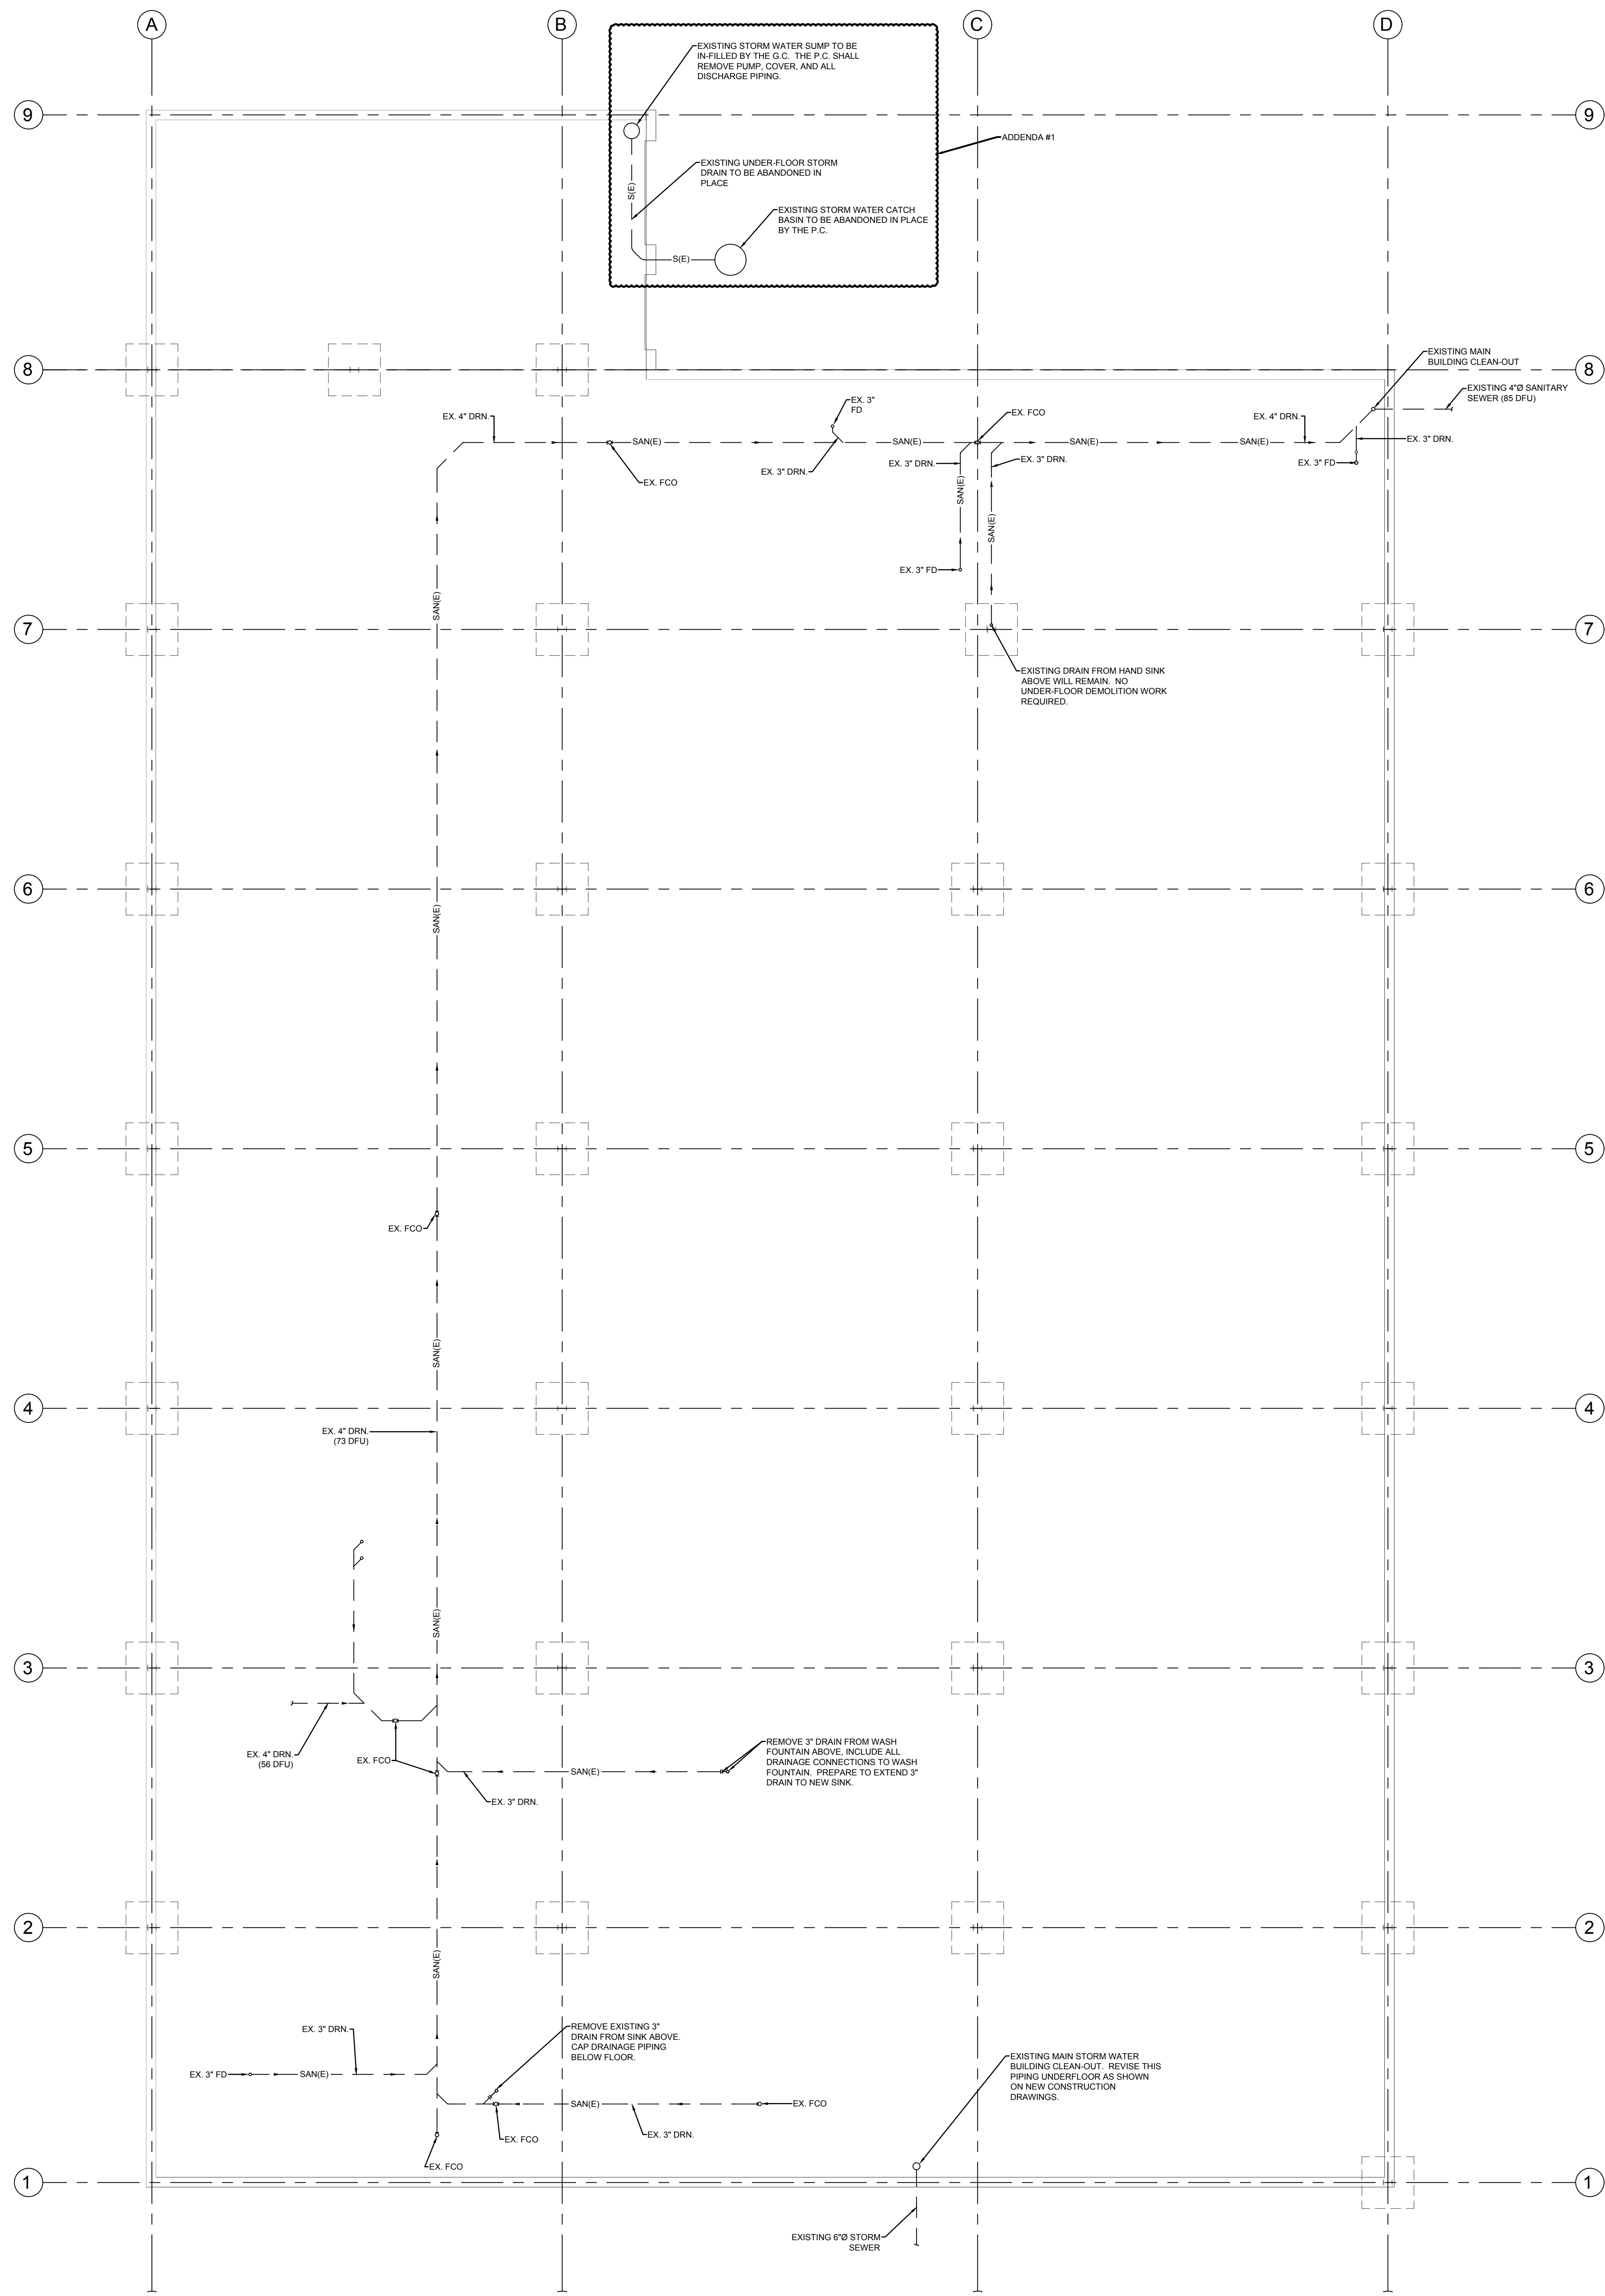 A
B
C
D
EXISTING STORM WATER SUMP TO BE
IN-FILLED BY THE G.C. THE P.C. SHALL
REMOVE PUMP, COVER, AND ALL
DISCHARGE PIPING.
9
9
ADDENDA #1
EXISTING UNDER-FLOOR STORM
DRAIN TO BE ABANDONED IN
PLACE
S(E)
EXISTING STORM WATER CATCH
BASIN TO BE ABANDONED IN PLACE
BY THE P.C.
S(E)
8
8
EXISTING MAIN
BUILDING CLEAN-OUT
EXISTING 4"Ø SANITARY
SEWER (85 DFU)
EX. 4" DRN.
EX. 3"
FD
EX. FCO
EX. 4" DRN.
SAN(E)
SAN(E)
SAN(E)
SAN(E)
EX. 3" DRN.
EX. 3" DRN.
EX. 3" DRN.
EX. 3" DRN.
EX. 3" FD
EX. FCO
SAN(E)
SAN(E)
EX. 3" FD
SAN(E)
7
7
EXISTING DRAIN FROM HAND SINK
ABOVE WILL REMAIN. NO
UNDER-FLOOR DEMOLITION WORK
REQUIRED.
6
6
SAN(E)
5
5
EX. FCO
SAN(E)
4
4
EX. 4" DRN.
(73 DFU)
SAN(E)
3
3
EX. 4" DRN.
(56 DFU)
EX. FCO
SAN(E)
REMOVE 3" DRAIN FROM WASH
FOUNTAIN ABOVE, INCLUDE ALL
DRAINAGE CONNECTIONS TO WASH
FOUNTAIN. PREPARE TO EXTEND 3"
DRAIN TO NEW SINK.
EX. 3" DRN.
2
2
SAN(E)
EX. 3" DRN.
REMOVE EXISTING 3"
DRAIN FROM SINK ABOVE.
CAP DRAINAGE PIPING
BELOW FLOOR.
EX. 3" FD
SAN(E)
EXISTING MAIN STORM WATER
BUILDING CLEAN-OUT. REVISE THIS
PIPING UNDERFLOOR AS SHOWN
ON NEW CONSTRUCTION
DRAWINGS.
SAN(E)
EX. FCO
EX. FCO
EX. 3" DRN.
EX. FCO
1
1
EXISTING 6"Ø STORM
SEWER